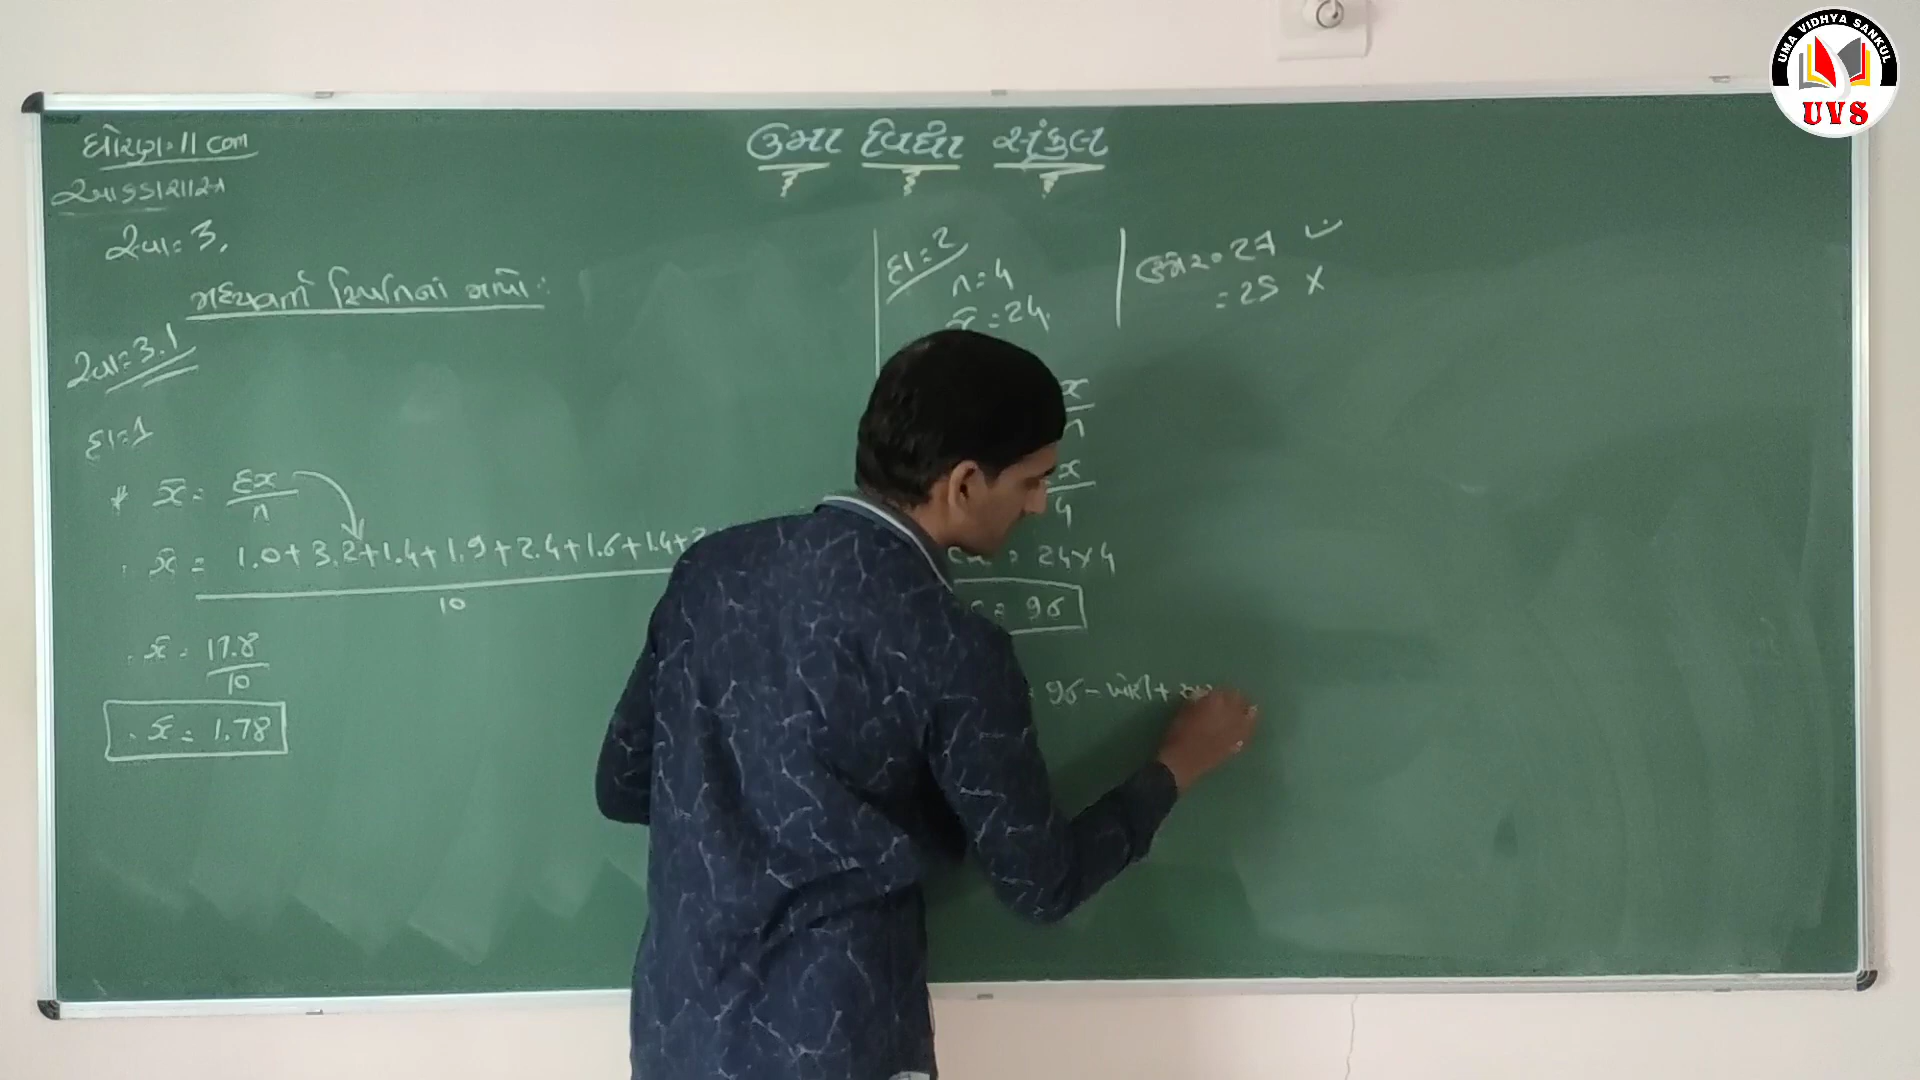 ધોરણ:11 com
આંકડાશાસ્ત્ર
સ્વા: 3.
મધ્યવર્તી સ્થિતિનાં માપો :
સ્વા: 3.1
દા:1
* x̄ = Σx
n
∴ x̄ = 1.0+3.2+1.4+1.9+2.4+1.6+1.4+2
10
∴ x̄ = 17.8
10
∴ x̄ = 1.78
ઉમા વિદ્યા સંકુલ
દા:2
n=4
x̄ = 24.
x
n
x
4
= 24×4
= 96
= 96 -
ઉંમર = 27 ✓
= 25 ×
UMA VIDHYA SANKUL
UVS